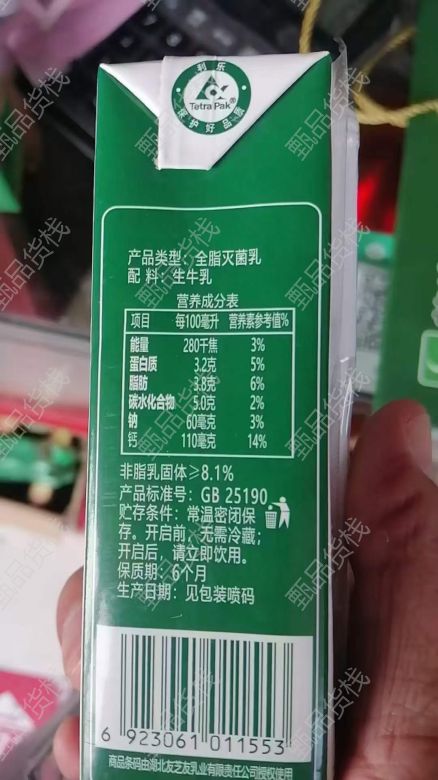 利乐
Tetra Pak®
保护好品质
产品类型：全脂灭菌乳
配 料：生牛乳
营养成分表
项目 每100毫升 营养素参考值%
能量 280千焦 3%
蛋白质 3.2克 5%
脂肪 3.8克 6%
碳水化合物 5.0克 2%
钠 60毫克 3%
钙 110毫克 14%
非脂乳固体≥8.1%
产品标准号：GB 25190
贮存条件：常温密闭保
存。开启前，无需冷藏；
开启后，请立即饮用。
保质期：6个月
生产日期：见包装喷码
6 923061 011553
商品条码由湖北友芝友乳业有限责任公司授权使用
甄品货栈